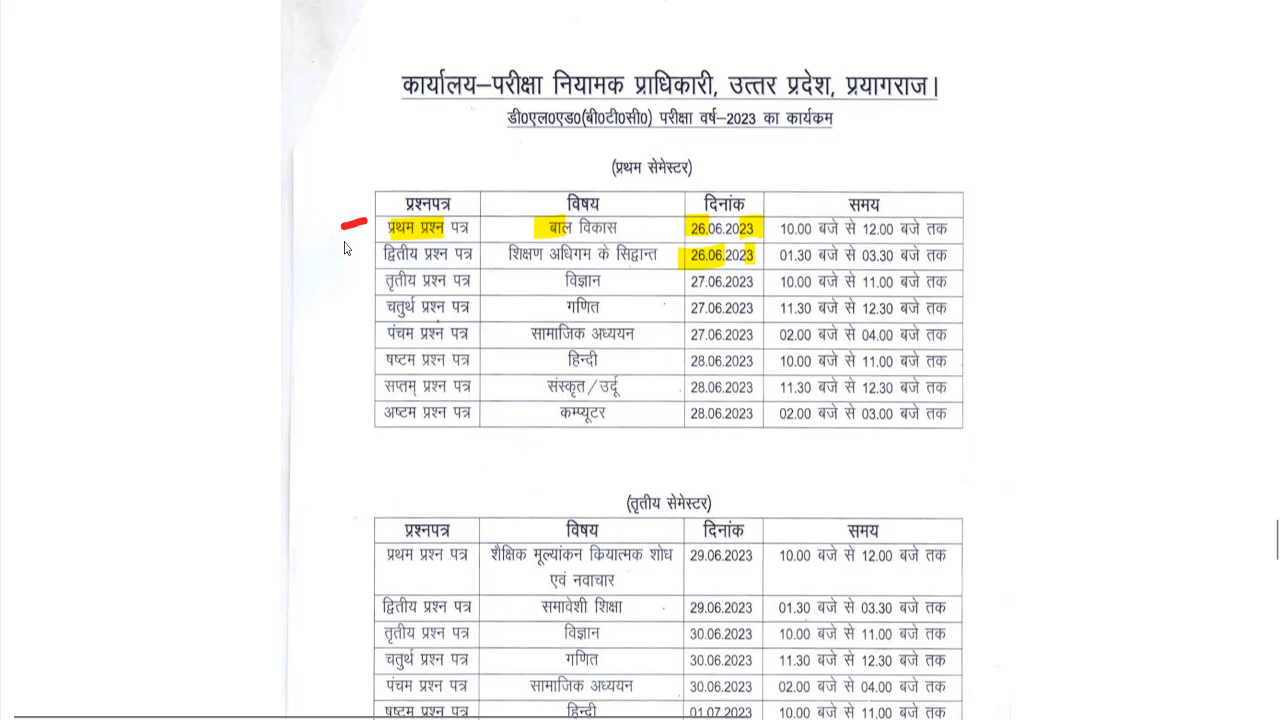 कार्यालय–परीक्षा नियामक प्राधिकारी, उत्तर प्रदेश, प्रयागराज।
डी0एल0एड0(बी0टी0सी0) परीक्षा वर्ष–2023 का कार्यकम
(प्रथम सेमेस्टर)
प्रश्नपत्र विषय दिनांक समय
प्रथम प्रश्न पत्र बाल विकास 26.06.2023 10.00 बजे से 12.00 बजे तक
द्वितीय प्रश्न पत्र शिक्षण अधिगम के सिद्वान्त 26.06.2023 01.30 बजे से 03.30 बजे तक
तृतीय प्रश्न पत्र विज्ञान 27.06.2023 10.00 बजे से 11.00 बजे तक
चतुर्थ प्रश्न पत्र गणित 27.06.2023 11.30 बजे से 12.30 बजे तक
पंचम प्रश्न पत्र सामाजिक अध्ययन 27.06.2023 02.00 बजे से 04.00 बजे तक
षष्टम प्रश्न पत्र हिन्दी 28.06.2023 10.00 बजे से 11.00 बजे तक
सप्तम् प्रश्न पत्र संस्कृत/उर्दू 28.06.2023 11.30 बजे से 12.30 बजे तक
अष्टम प्रश्न पत्र कम्प्यूटर 28.06.2023 02.00 बजे से 03.00 बजे तक
(तृतीय सेमेस्टर)
प्रश्नपत्र विषय दिनांक समय
प्रथम प्रश्न पत्र शैक्षिक मूल्यांकन कियात्मक शोध 29.06.2023 10.00 बजे से 12.00 बजे तक
एवं नवाचार
द्वितीय प्रश्न पत्र समावेशी शिक्षा 29.06.2023 01.30 बजे से 03.30 बजे तक
तृतीय प्रश्न पत्र विज्ञान 30.06.2023 10.00 बजे से 11.00 बजे तक
चतुर्थ प्रश्न पत्र गणित 30.06.2023 11.30 बजे से 12.30 बजे तक
पंचम प्रश्न पत्र सामाजिक अध्ययन 30.06.2023 02.00 बजे से 04.00 बजे तक
षष्टम प्रश्न पत्र हिन्दी 01.07.2023 10.00 बजे से 11.00 बजे तक